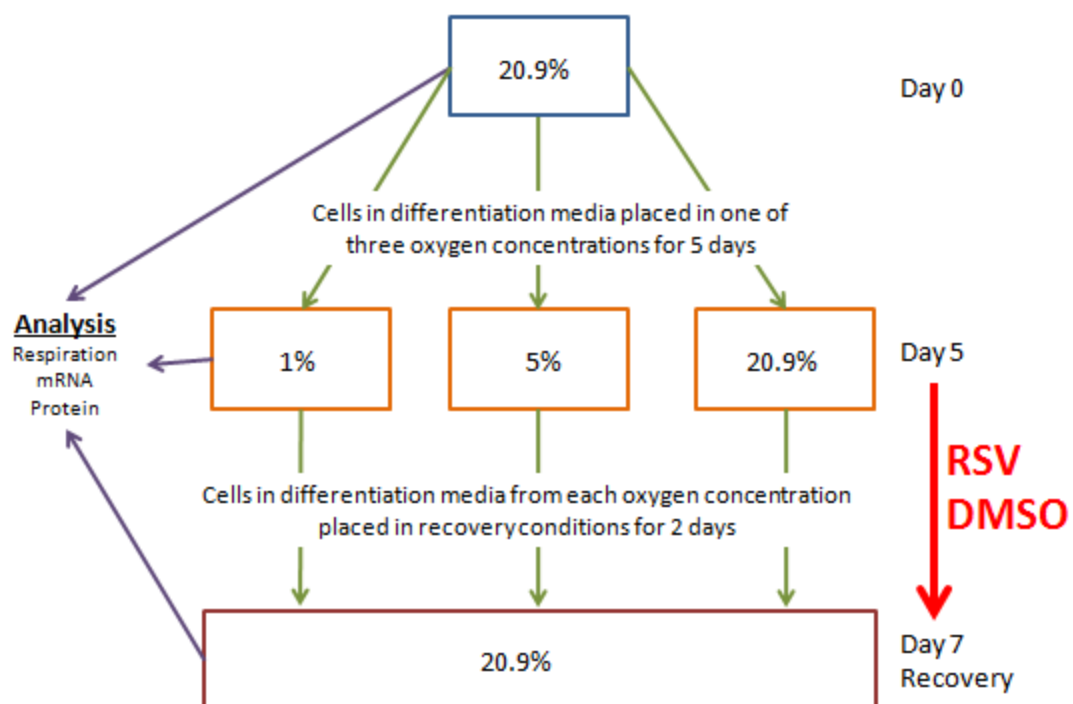 20.9%
Day 0
Cells in differentiation media placed in one of
three oxygen concentrations for 5 days
Analysis
Respiration
mRNA
Protein
1%
5%
20.9%
Day 5
RSV
DMSO
Cells in differentiation media from each oxygen concentration
placed in recovery conditions for 2 days
20.9%
Day 7
Recovery